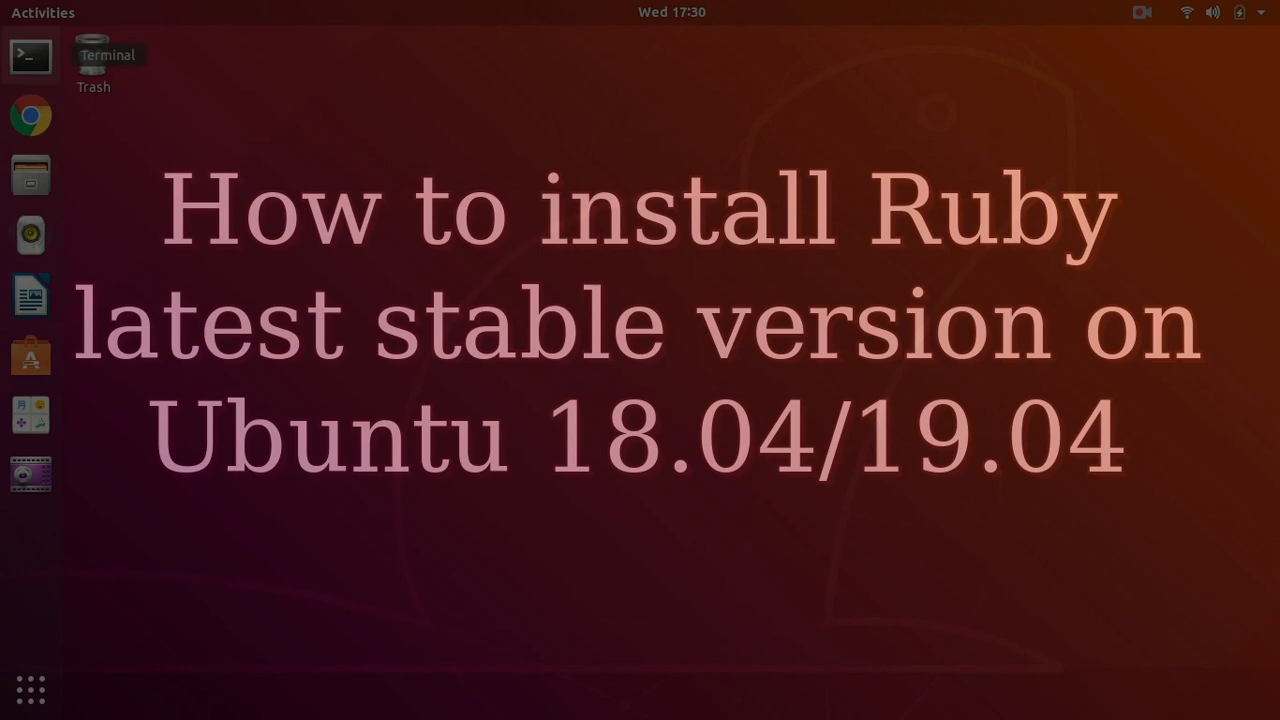 Activities
Wed 17:30
Terminal
Trash
How to install Ruby
latest stable version on
Ubuntu 18.04/19.04